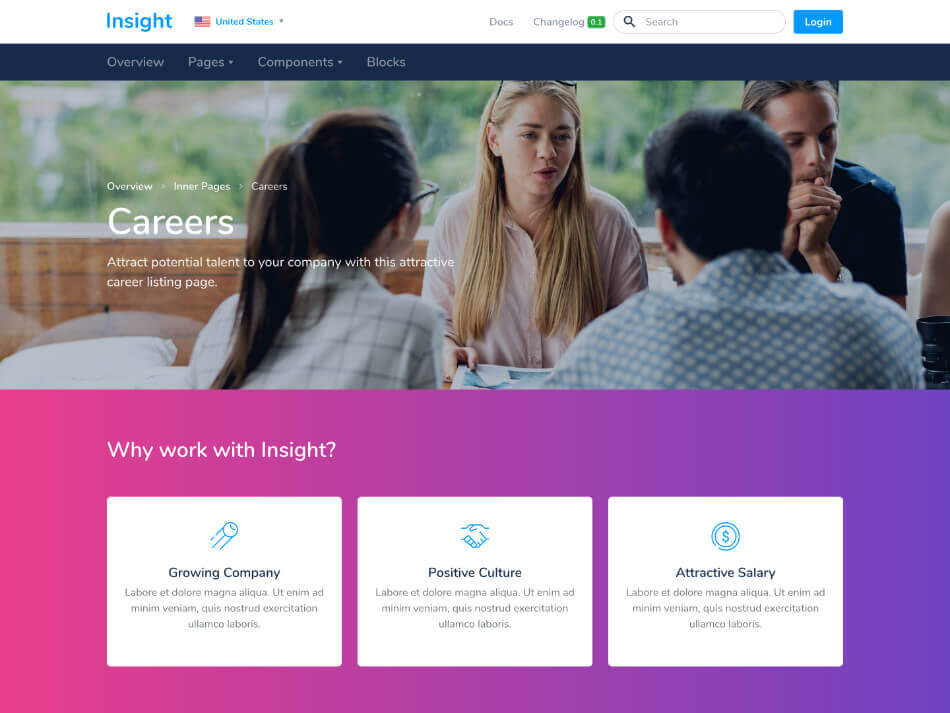 Insight
United States
Docs
Changelog 0.1
Search
Login
Overview
Pages
Components
Blocks
Overview
Inner Pages
Careers
Careers
Attract potential talent to your company with this attractive
career listing page.
Why work with Insight?
Growing Company
Labore et dolore magna aliqua. Ut enim ad
minim veniam, quis nostrud exercitation
ullamco laboris.
Positive Culture
Labore et dolore magna aliqua. Ut enim ad
minim veniam, quis nostrud exercitation
ullamco laboris.
$
Attractive Salary
Labore et dolore magna aliqua. Ut enim ad
minim veniam, quis nostrud exercitation
ullamco laboris.